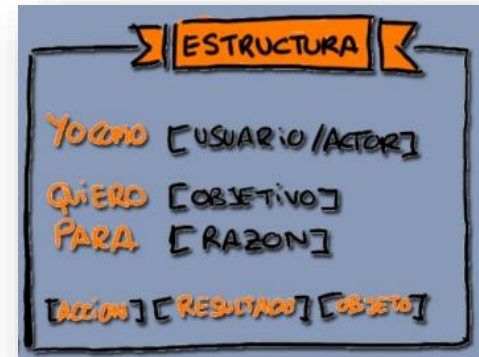 ESTRUCTURA
YO COMO [USUARIO/ACTOR]
QUIERO [OBJETIVO]
PARA [RAZON]
[ACCION] [RESULTADO] [OBJETO]